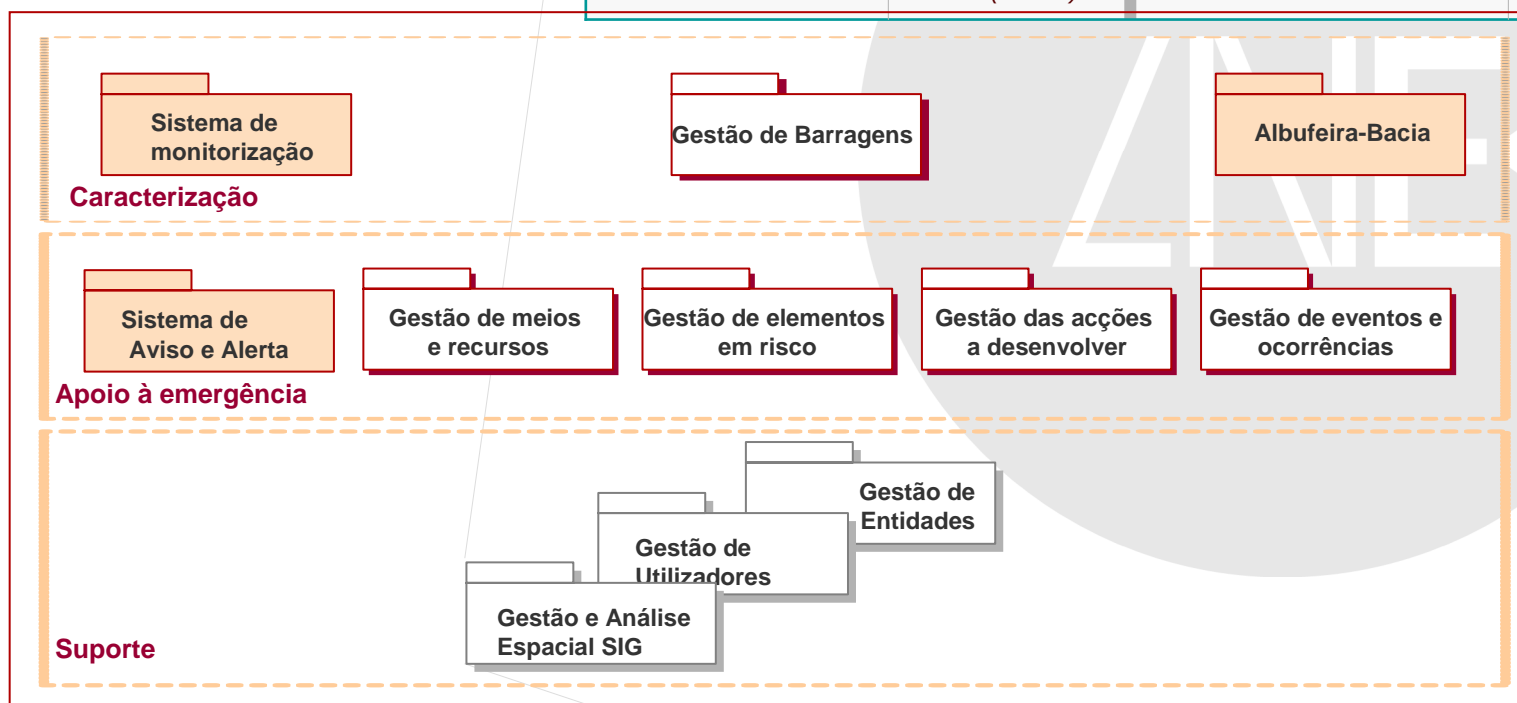 Sistema de
monitorização
Gestão de Barragens
Albufeira-Bacia
Caracterização
Sistema de
Aviso e Alerta
Gestão de meios
e recursos
Gestão de elementos
em risco
Gestão das acções
a desenvolver
Gestão de eventos e
ocorrências
Apoio à emergência
Gestão de
Entidades
Gestão de
Utilizadores
Gestão e Análise
Espacial SIG
Suporte